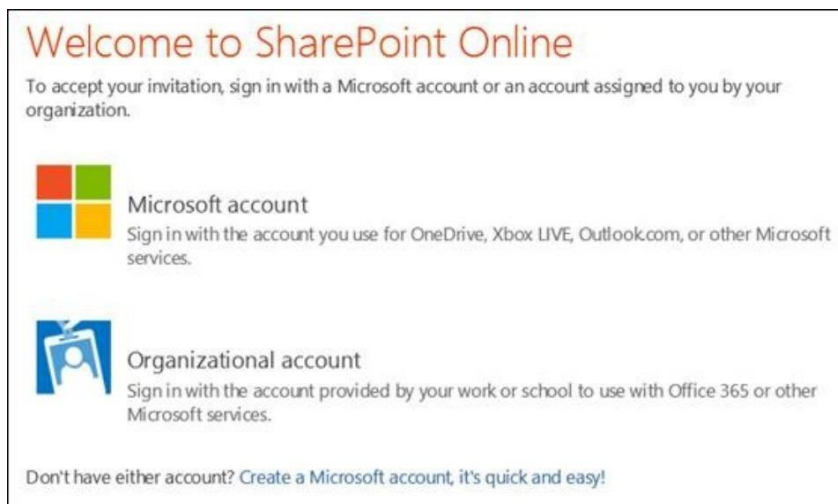 Welcome to SharePoint Online
To accept your invitation, sign in with a Microsoft account or an account assigned to you by your
organization.
Microsoft account
Sign in with the account you use for OneDrive, Xbox LIVE, Outlook.com, or other Microsoft
services.
Organizational account
Sign in with the account provided by your work or school to use with Office 365 or other
Microsoft services.
Don't have either account? Create a Microsoft account, it's quick and easy!